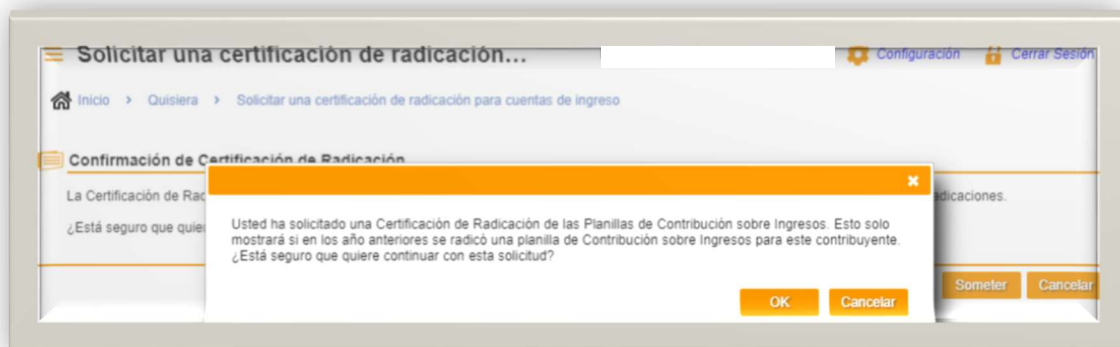 Solicitar una certificación de radicación...
Configuración
Cerrar Sesión
Inicio > Quisiera > Solicitar una certificación de radicación para cuentas de ingreso
Confirmación de Certificación de Radicación
La Certificación de Rad
radicaciones.
¿Está seguro que quie
Usted ha solicitado una Certificación de Radicación de las Planillas de Contribución sobre Ingresos. Esto solo
mostrará si en los año anteriores se radicó una planilla de Contribución sobre Ingresos para este contribuyente.
¿Está seguro que quiere continuar con esta solicitud?
OK
Cancelar
Someter
Cancelar